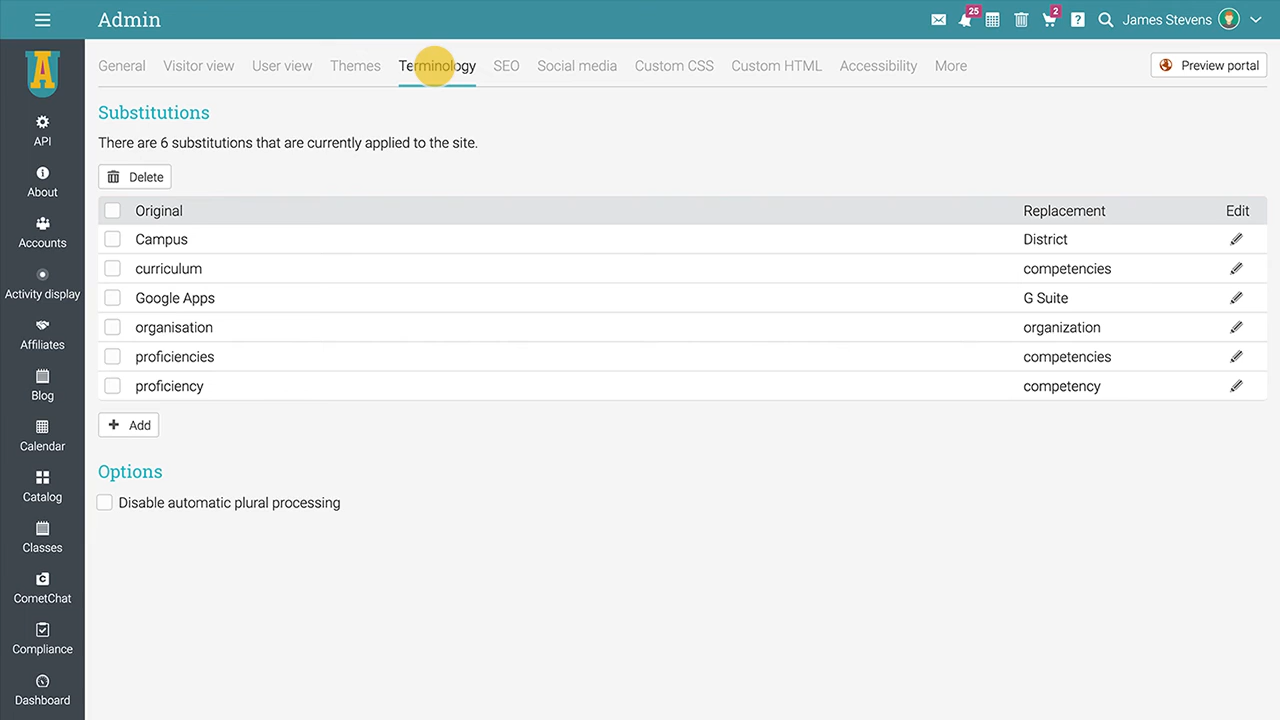 Admin
25
2
?
James Stevens
A
General Visitor view User view Themes Terminology SEO Social media Custom CSS Custom HTML Accessibility More
Preview portal
API
About
Accounts
Activity display
Affiliates
Blog
Calendar
Catalog
Classes
CometChat
Compliance
Dashboard
Substitutions
There are 6 substitutions that are currently applied to the site.
Delete
Original Replacement Edit
Campus District
curriculum competencies
Google Apps G Suite
organisation organization
proficiencies competencies
proficiency competency
Add
Options
Disable automatic plural processing